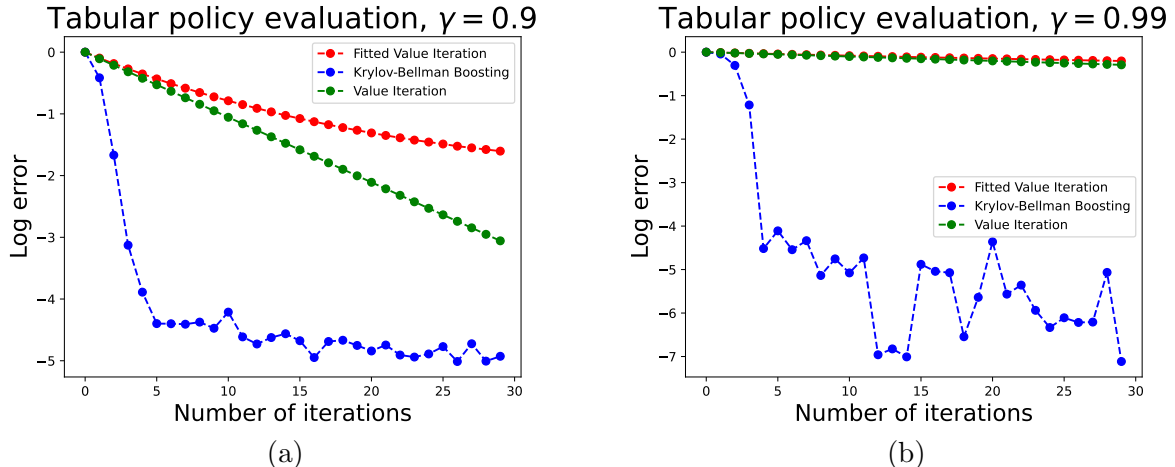 Tabular policy evaluation, γ = 0.9
Log error
0
−1
−2
−3
−4
−5
Fitted Value Iteration
Krylov-Bellman Boosting
Value Iteration
0 5 10 15 20 25 30
Number of iterations
(a)
Tabular policy evaluation, γ = 0.99
Log error
0
−1
−2
−3
−4
−5
−6
−7
Fitted Value Iteration
Krylov-Bellman Boosting
Value Iteration
0 5 10 15 20 25 30
Number of iterations
(b)